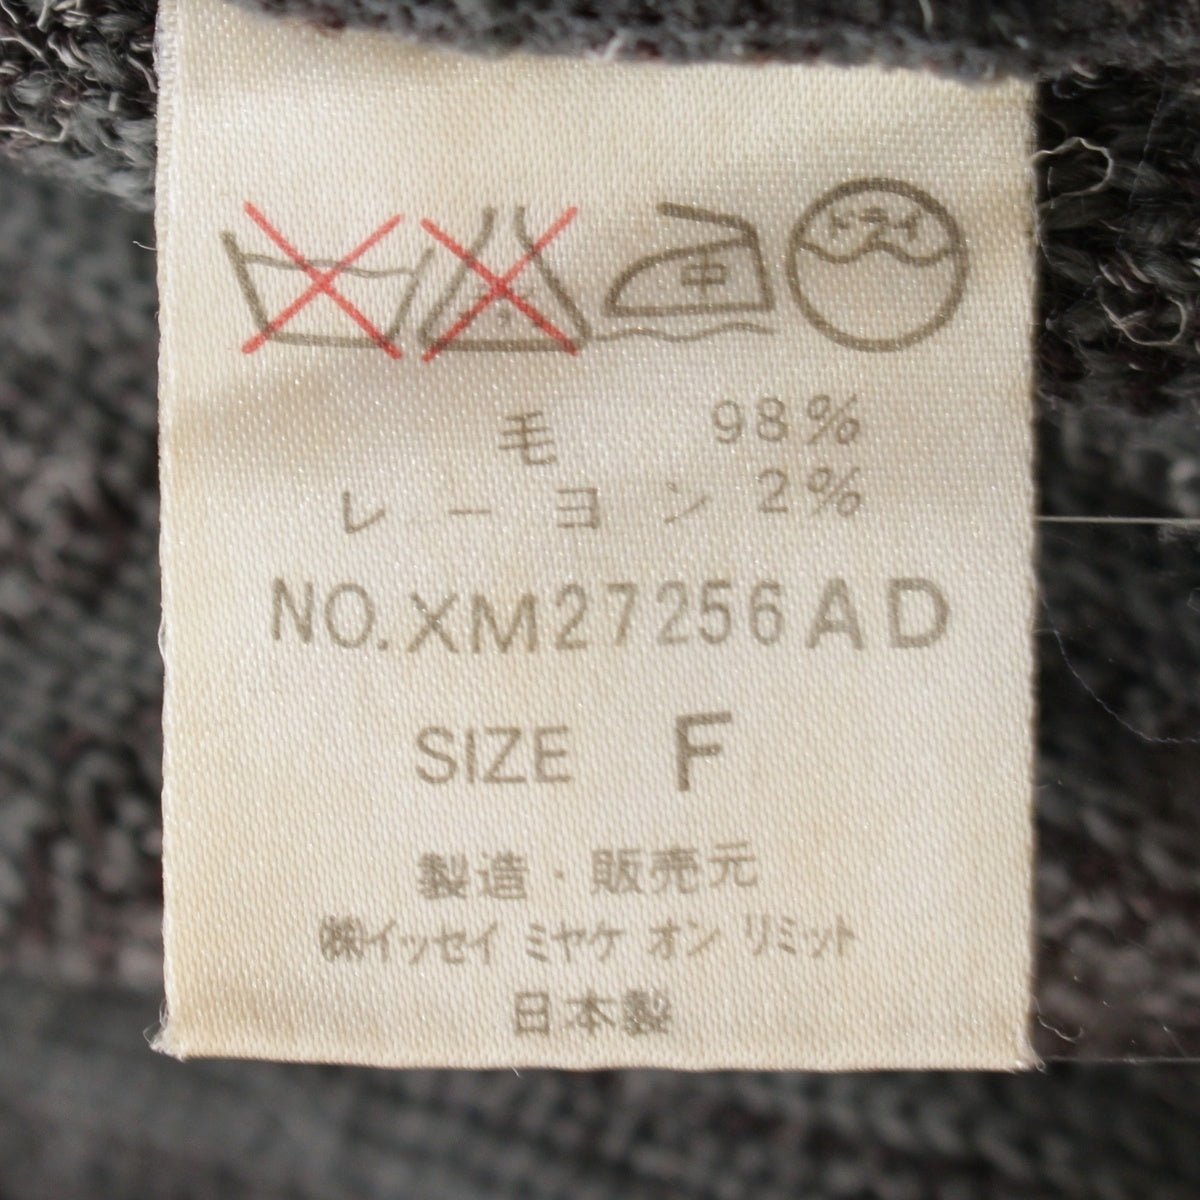 中 ドライ
毛 98%
レーヨン 2%
NO.XM27256AD
SIZE F
製造・販売元
㈱イッセイ ミヤケ オン リミット
日本製